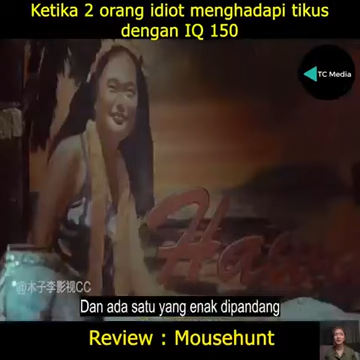 Ketika 2 orang idiot menghadapi tikus
dengan IQ 150
TC Media
@木子李影视CC
Dan ada satu yang enak dipandang
Review : Mousehunt